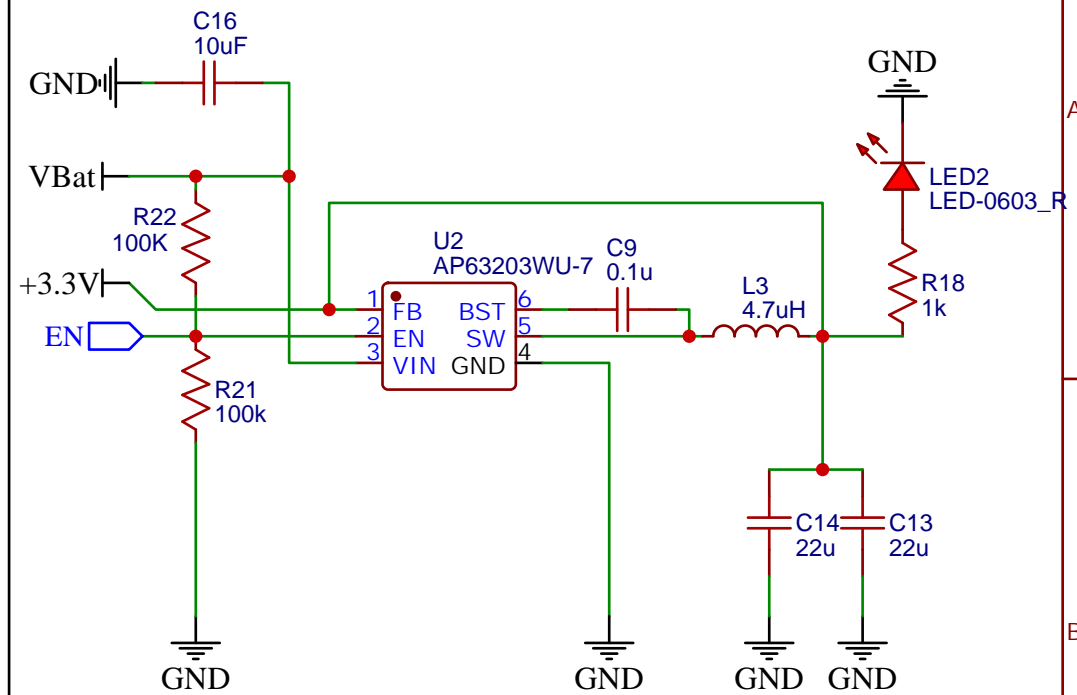 C16
10uF
GND
GND
A
VBat
LED2
LED-0603_R
R22
100K
U2
AP63203WU-7
C9
0.1u
+3.3V
L3
4.7uH
R18
1k
1
FB
BST
6
EN
2
EN
SW
5
3
VIN
GND
4
R21
100k
C14
22u
C13
22u
B
GND
GND
GND
GND